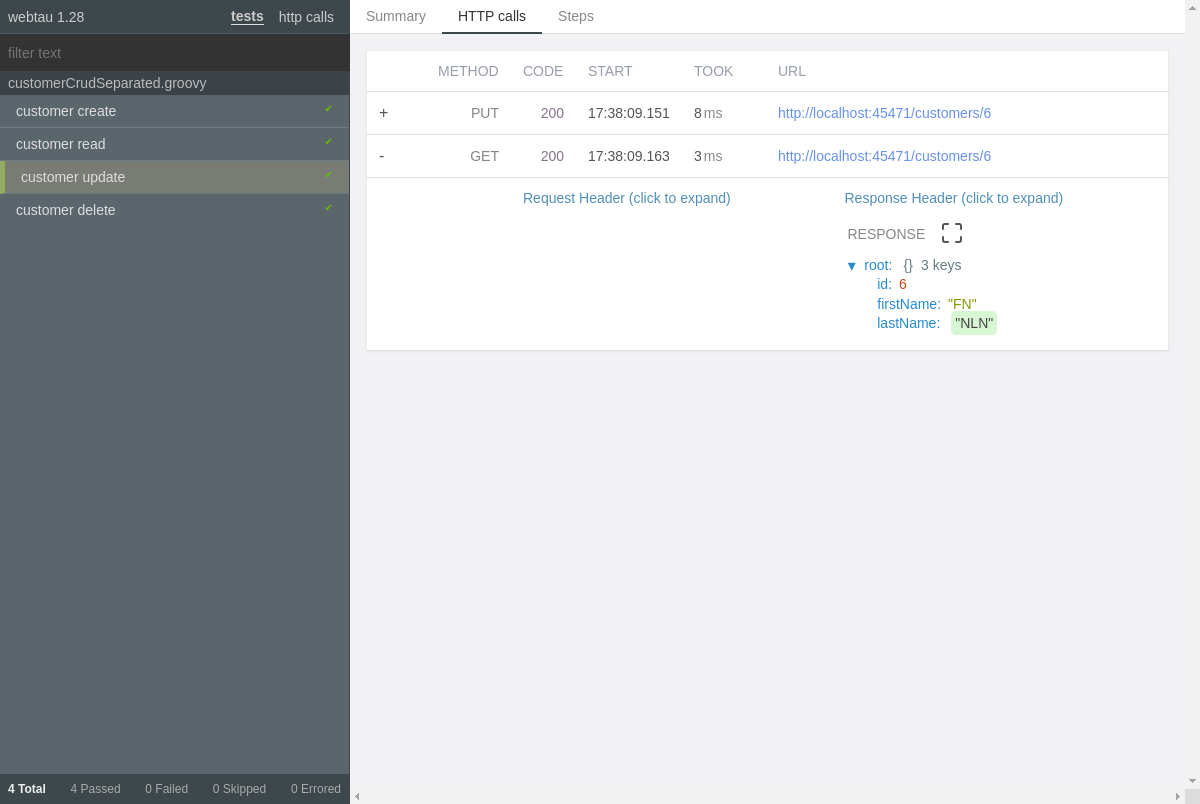 webtau 1.28 tests http calls
Summary HTTP calls Steps
filter text
customerCrudSeparated.groovy
customer create ✔
customer read ✔
customer update ✔
customer delete ✔
METHOD CODE START TOOK URL
+ PUT 200 17:38:09.151 8 ms http://localhost:45471/customers/6
- GET 200 17:38:09.163 3 ms http://localhost:45471/customers/6
Request Header (click to expand) Response Header (click to expand)
RESPONSE
▼ root: {} 3 keys
id: 6
firstName: "FN"
lastName: "NLN"
4 Total 4 Passed 0 Failed 0 Skipped 0 Errored